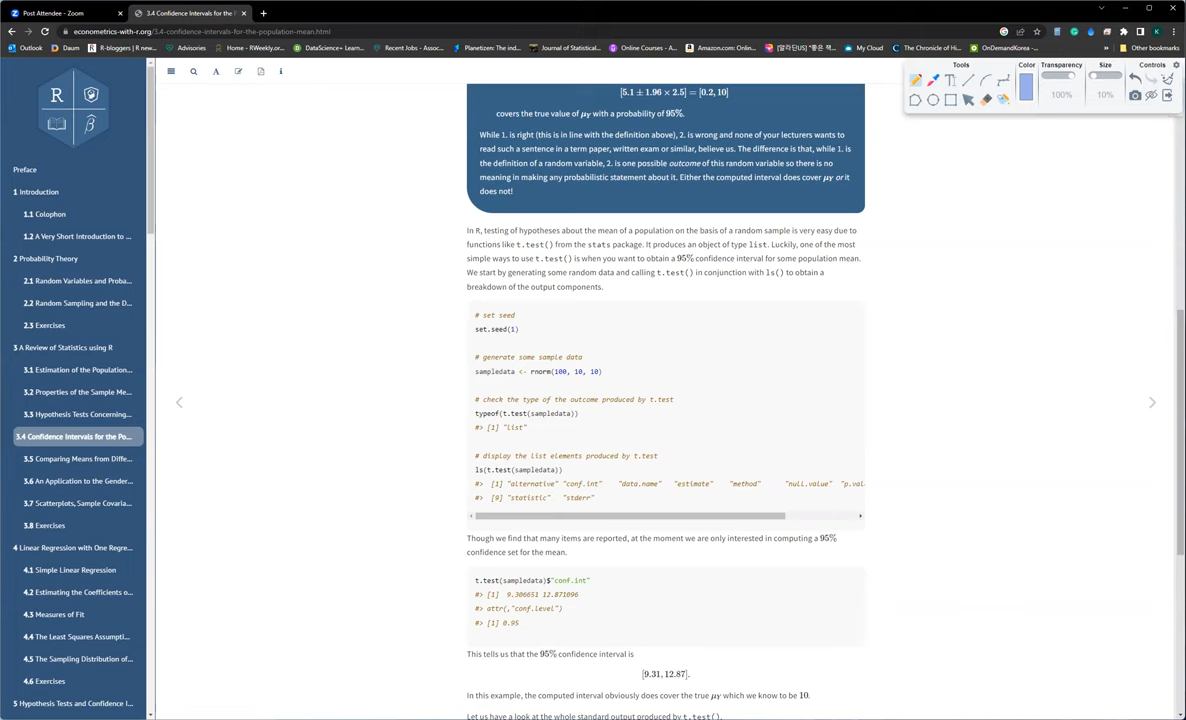 Post Attendee - Zoom
3.4 Confidence Intervals for the P
econometrics-with-r.org/3.4-confidence-intervals-for-the-population-mean.html
Outlook
Daum
R-bloggers | R new...
Advisories
Home - RWeekly.or...
DataScience+ Learn...
Recent Jobs - Assoc...
Planetizen: The ind...
Journal of Statistical...
Online Courses - A...
Amazon.com: Onlin...
[알라딘US] "좋은 책...
My Cloud
The Chronicle of Hi...
OnDemandKorea -
Other bookmarks
Tools
Color
Transparency
Size
Controls
100%
10%
R
β
Preface
1 Introduction
1.1 Colophon
1.2 A Very Short Introduction to ...
2 Probability Theory
2.1 Random Variables and Proba...
2.2 Random Sampling and the D...
2.3 Exercises
3 A Review of Statistics using R
3.1 Estimation of the Population...
3.2 Properties of the Sample Me...
3.3 Hypothesis Tests Concerning...
3.4 Confidence Intervals for the Po...
3.5 Comparing Means from Diffe...
3.6 An Application to the Gender...
3.7 Scatterplots, Sample Covaria...
3.8 Exercises
4 Linear Regression with One Regre...
4.1 Simple Linear Regression
4.2 Estimating the Coefficients o...
4.3 Measures of Fit
4.4 The Least Squares Assumpti...
4.5 The Sampling Distribution of...
4.6 Exercises
5 Hypothesis Tests and Confidence I...
[5.1 ± 1.96 × 2.5] = [0.2, 10]
covers the true value of μY with a probability of 95%.
While 1. is right (this is in line with the definition above), 2. is wrong and none of your lecturers wants to
read such a sentence in a term paper, written exam or similar, believe us. The difference is that, while 1. is
the definition of a random variable, 2. is one possible outcome of this random variable so there is no
meaning in making any probabilistic statement about it. Either the computed interval does cover μY or it
does not!
In R, testing of hypotheses about the mean of a population on the basis of a random sample is very easy due to
functions like t.test() from the stats package. It produces an object of type list. Luckily, one of the most
simple ways to use t.test() is when you want to obtain a 95% confidence interval for some population mean.
We start by generating some random data and calling t.test() in conjunction with ls() to obtain a
breakdown of the output components.
# set seed
set.seed(1)
# generate some sample data
sampledata <- rnorm(100, 10, 10)
# check the type of the outcome produced by t.test
typeof(t.test(sampledata))
#> [1] "list"
# display the list elements produced by t.test
ls(t.test(sampledata))
#> [1] "alternative" "conf.int" "data.name" "estimate" "method" "null.value" "p.val
#> [9] "statistic" "stderr"
Though we find that many items are reported, at the moment we are only interested in computing a 95%
confidence set for the mean.
t.test(sampledata)$"conf.int"
#> [1] 9.306651 12.871096
#> attr(,"conf.level")
#> [1] 0.95
This tells us that the 95% confidence interval is
[9.31, 12.87].
In this example, the computed interval obviously does cover the true μY which we know to be 10.
Let us have a look at the whole standard output produced by t.test().